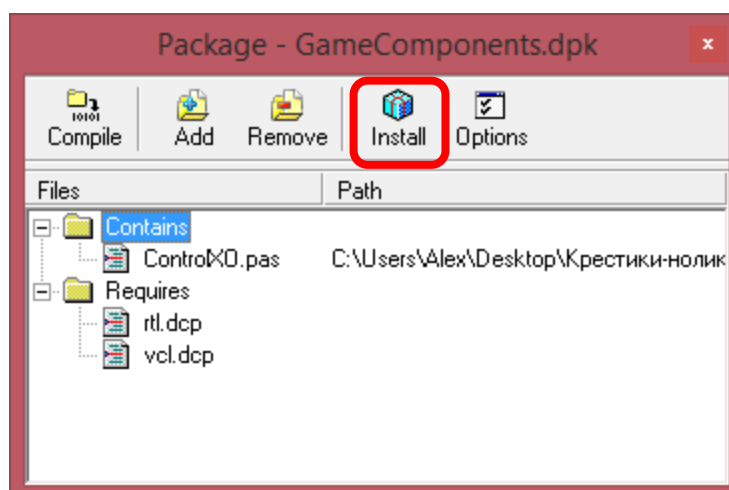 Package - GameComponents.dpk x
10101
Compile Add Remove Install Options
Files Path
Contains
ControlXO.pas C:\Users\Alex\Desktop\Крестики-нолик
Requires
rtl.dcp
vcl.dcp